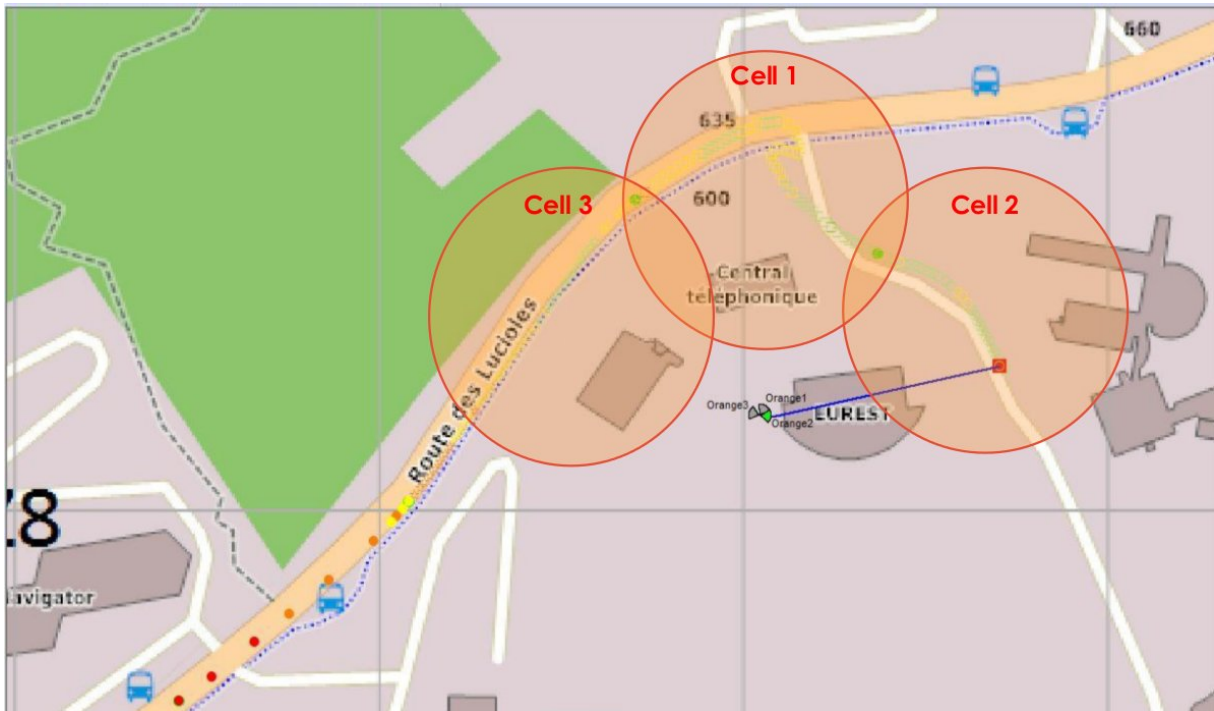 660
Cell 1
635
Cell 3
600
Cell 2
Central
téléphonique
Route des Lucioles
Orange3
Orange1
EUREST
Orange2
28
Navigator